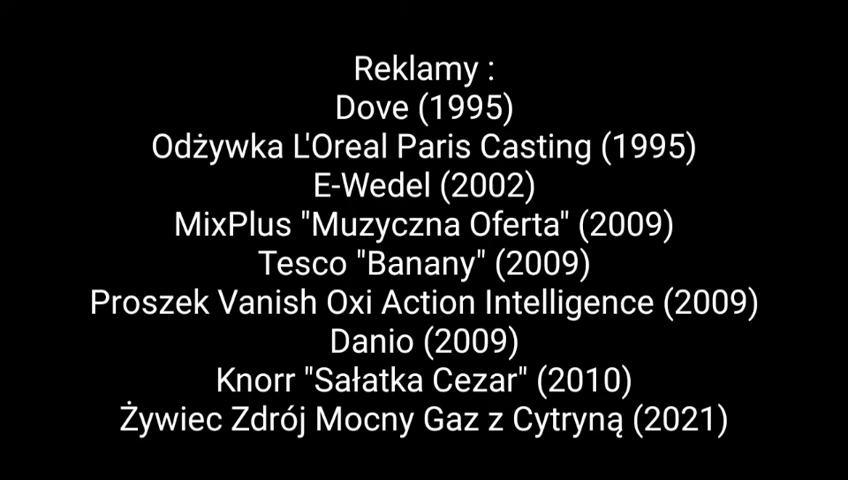 Reklamy :
Dove (1995)
Odżywka L'Oreal Paris Casting (1995)
E-Wedel (2002)
MixPlus "Muzyczna Oferta" (2009)
Tesco "Banany" (2009)
Proszek Vanish Oxi Action Intelligence (2009)
Danio (2009)
Knorr "Sałatka Cezar" (2010)
Żywiec Zdrój Mocny Gaz z Cytryną (2021)